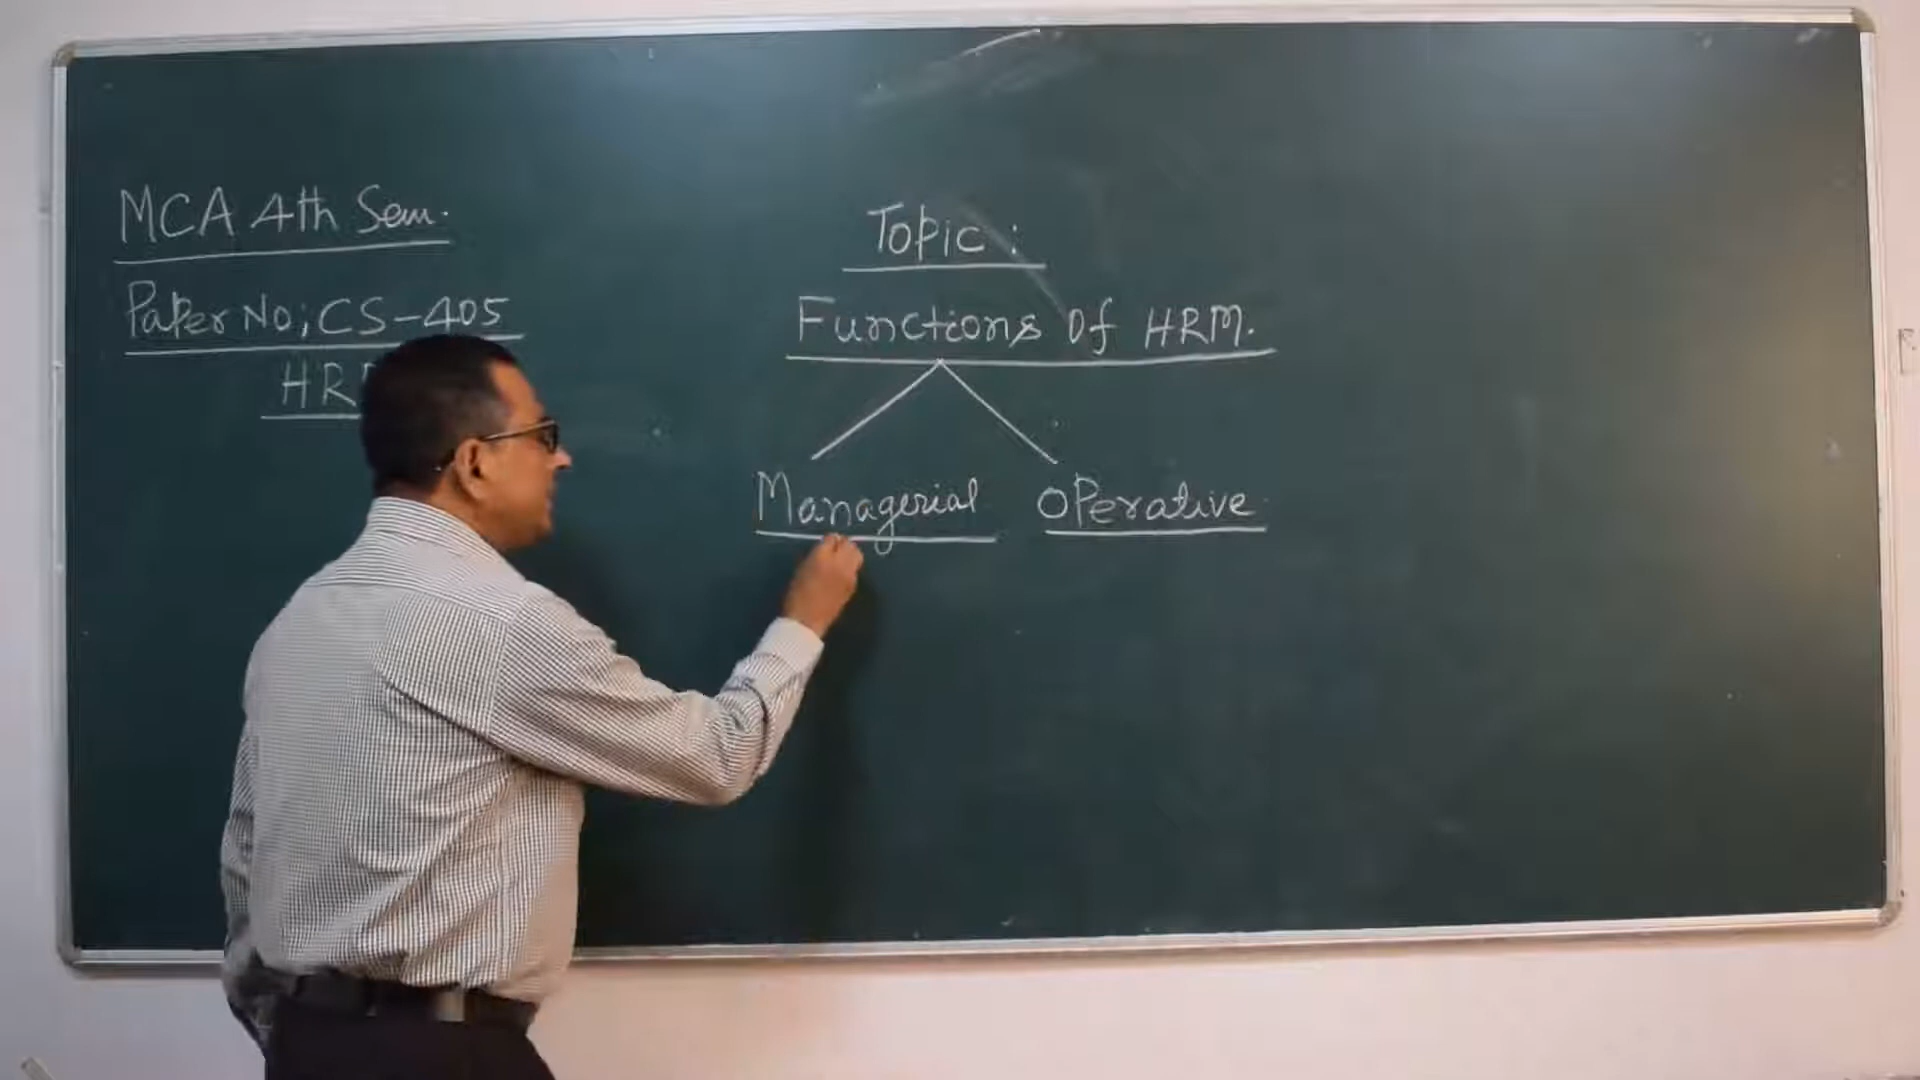 MCA 4th Sem.
Paper No; CS-405
Topic :
Functions Of HRM.
Managerial
Operative